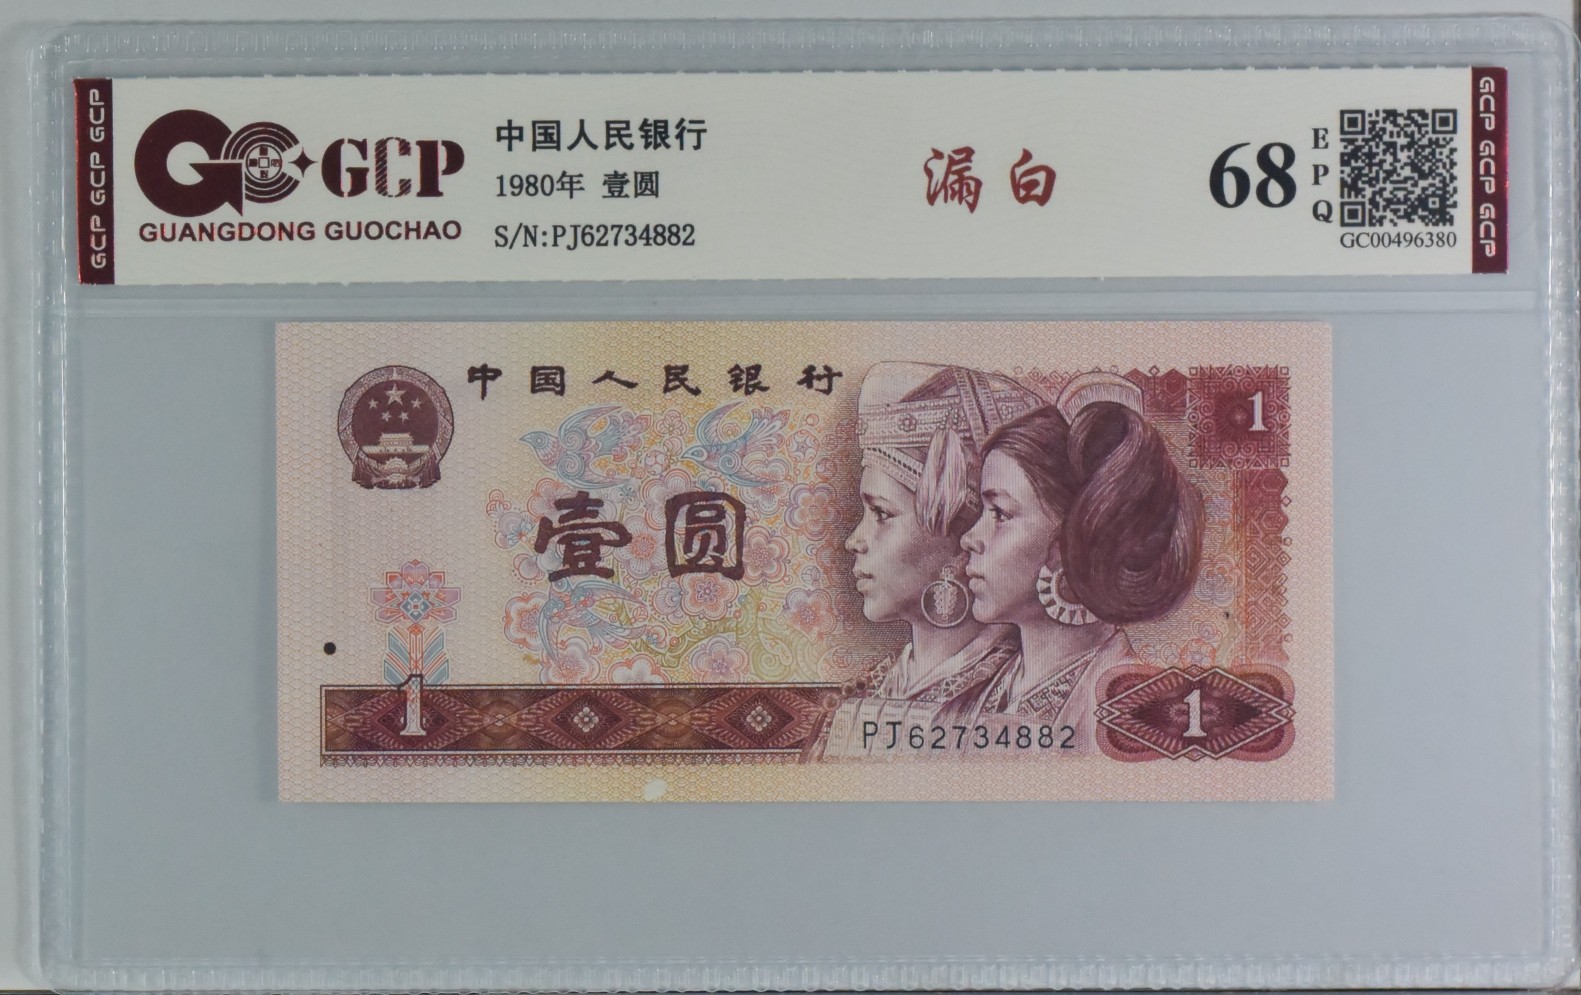 GCP GCP GCP
GCP
GUANGDONG GUOCHAO
中国人民银行
1980年 壹圆
S/N:PJ62734882
漏白
68
EPQ
GC00496380
GCP GCP GCP
中国人民银行
1
壹圆
1
PJ62734882
1